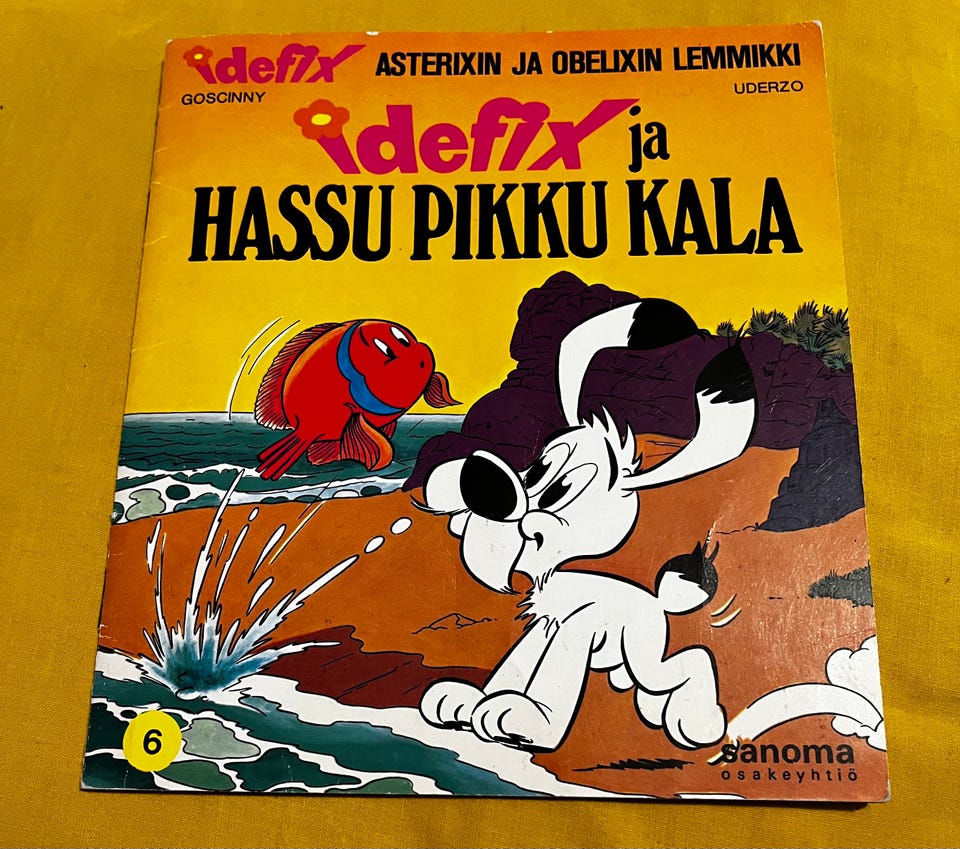 idefix ASTERIXIN JA OBELIXIN LEMMIKKI
GOSCINNY UDERZO
idefix ja
HASSU PIKKU KALA
6
sanoma
osakeyhtiö